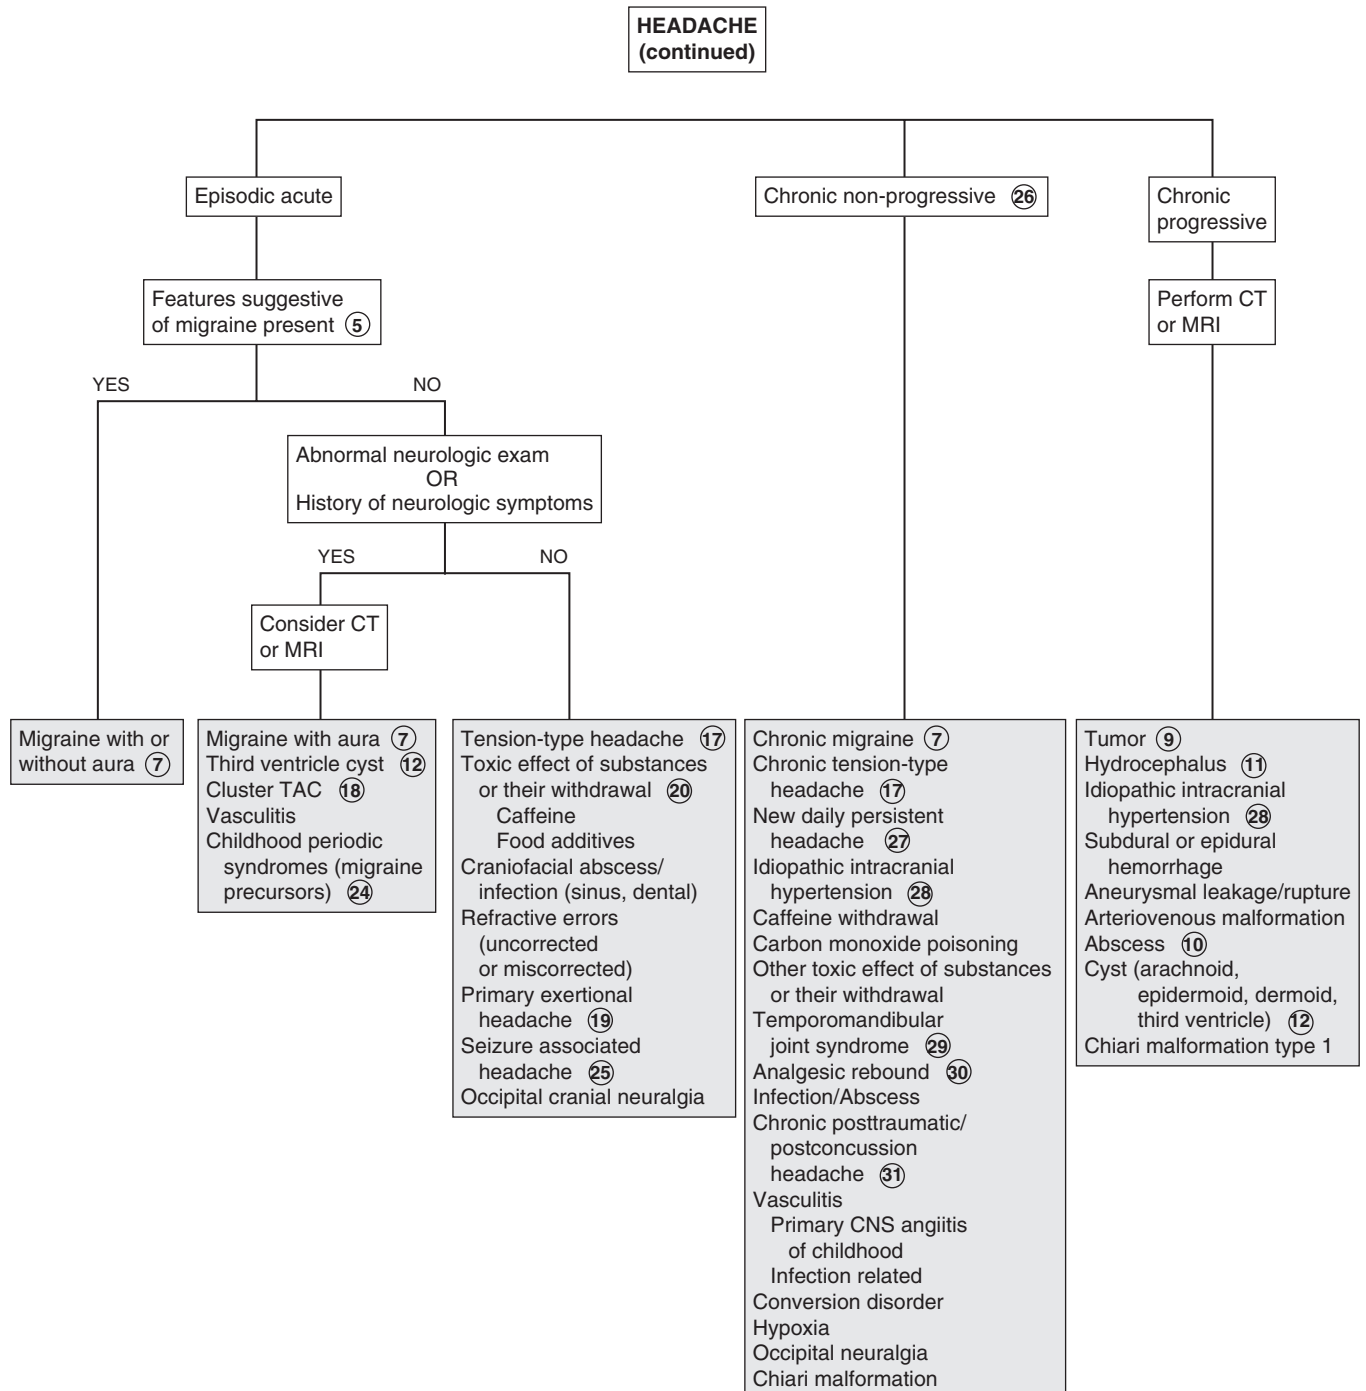 HEADACHE
(continued)
Episodic acute
Chronic non-progressive 26
Chronic
progressive
Features suggestive
of migraine present 5
Perform CT
or MRI
YES
NO
Abnormal neurologic exam
OR
History of neurologic symptoms
YES
NO
Consider CT
or MRI
Migraine with or
without aura 7
Migraine with aura 7
Third ventricle cyst 12
Cluster TAC 18
Vasculitis
Childhood periodic
syndromes (migraine
precursors) 24
Tension-type headache 17
Toxic effect of substances
or their withdrawal 20
Caffeine
Food additives
Craniofacial abscess/
infection (sinus, dental)
Refractive errors
(uncorrected
or miscorrected)
Primary exertional
headache 19
Seizure associated
headache 25
Occipital cranial neuralgia
Chronic migraine 7
Chronic tension-type
headache 17
New daily persistent
headache 27
Idiopathic intracranial
hypertension 28
Caffeine withdrawal
Carbon monoxide poisoning
Other toxic effect of substances
or their withdrawal
Temporomandibular
joint syndrome 29
Analgesic rebound 30
Infection/Abscess
Chronic posttraumatic/
postconcussion
headache 31
Vasculitis
Primary CNS angiitis
of childhood
Infection related
Conversion disorder
Hypoxia
Occipital neuralgia
Chiari malformation
Tumor 9
Hydrocephalus 11
Idiopathic intracranial
hypertension 28
Subdural or epidural
hemorrhage
Aneurysmal leakage/rupture
Arteriovenous malformation
Abscess 10
Cyst (arachnoid,
epidermoid, dermoid,
third ventricle) 12
Chiari malformation type 1